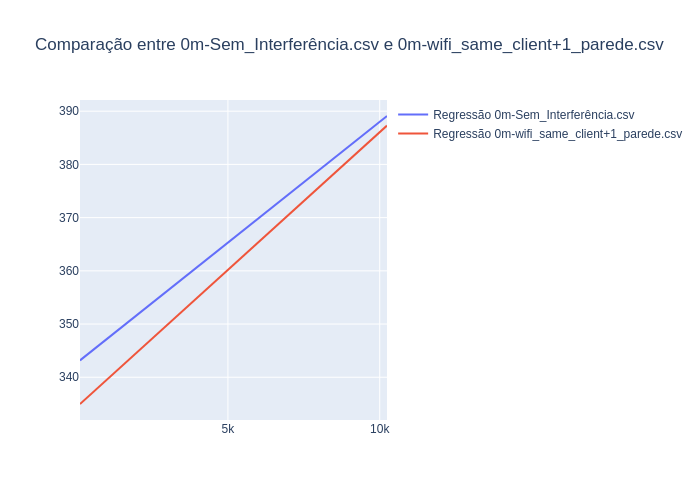 Comparação entre 0m-Sem_Interferência.csv e 0m-wifi_same_client+1_parede.csv
390
380
370
360
350
340
5k
10k
Regressão 0m-Sem_Interferência.csv
Regressão 0m-wifi_same_client+1_parede.csv